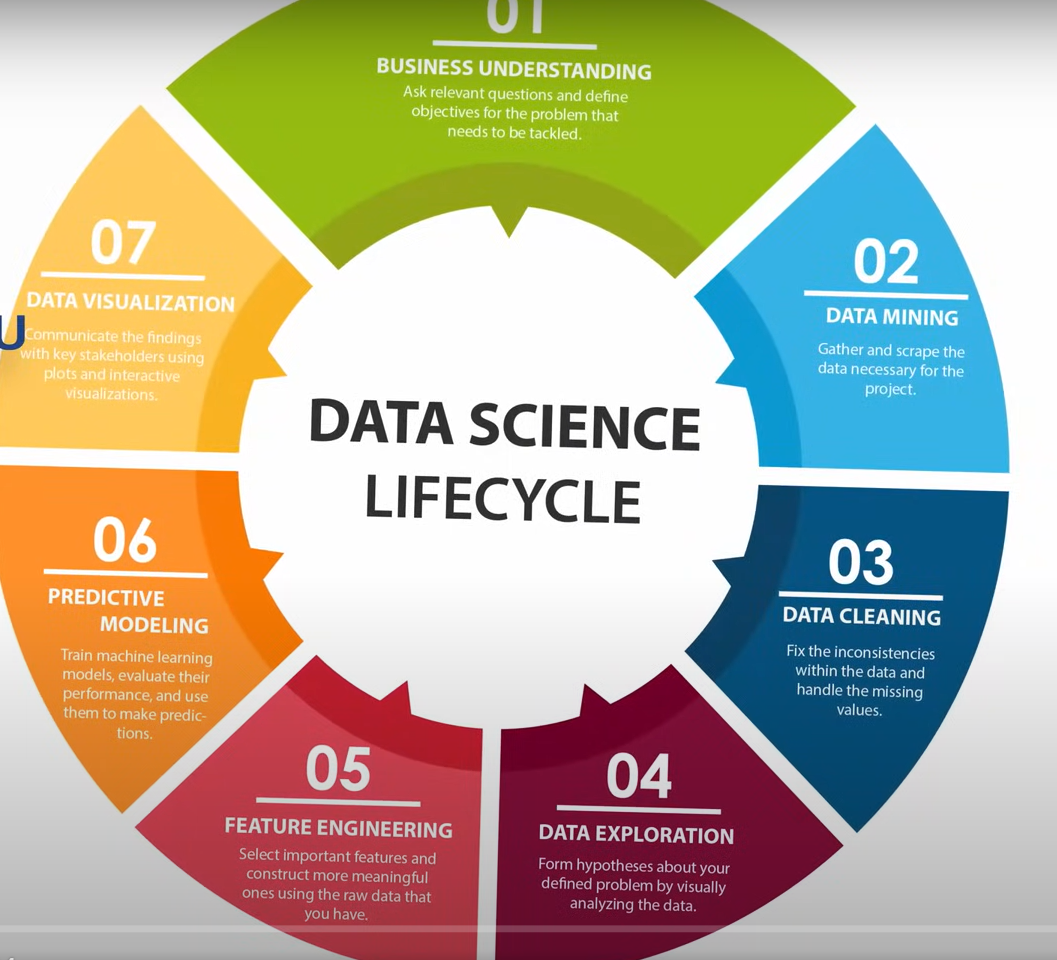 01
BUSINESS UNDERSTANDING
Ask relevant questions and define
objectives for the problem that
needs to be tackled.
02
DATA MINING
Gather and scrape the
data necessary for the
project.
03
DATA CLEANING
Fix the inconsistencies
within the data and
handle the missing
values.
04
DATA EXPLORATION
Form hypotheses about your
defined problem by visually
analyzing the data.
05
FEATURE ENGINEERING
Select important features and
construct more meaningful
ones using the raw data that
you have.
06
PREDICTIVE
MODELING
Train machine learning
models, evaluate their
performance, and use
them to make predic-
tions.
07
DATA VISUALIZATION
Communicate the findings
with key stakeholders using
plots and interactive
visualizations.
U
DATA SCIENCE
LIFECYCLE